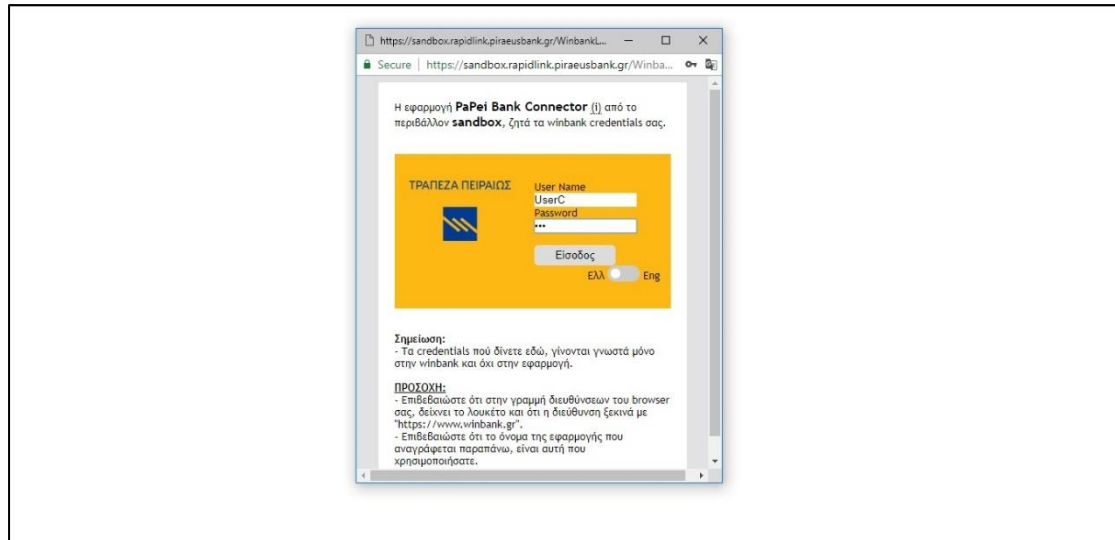 https://sandbox.rapidlink.piraeusbank.gr/WinbankL...
Secure | https://sandbox.rapidlink.piraeusbank.gr/Winba...
Η εφαρμογή PaPei Bank Connector (i) από το
περιβάλλον sandbox, ζητά τα winbank credentials σας.
ΤΡΑΠΕΖΑ ΠΕΙΡΑΙΩΣ
User Name
UserC
Password
•••
Είσοδος
Ελλ Eng
Σημείωση:
- Τα credentials πού δίνετε εδώ, γίνονται γνωστά μόνο
στην winbank και όχι στην εφαρμογή.
ΠΡΟΣΟΧΗ:
- Επιβεβαιώστε ότι στην γραμμή διευθύνσεων του browser
σας, δείχνει το λουκέτο και ότι η διεύθυνση ξεκινά με
"https://www.winbank.gr".
- Επιβεβαιώστε ότι το όνομα της εφαρμογής που
αναγράφεται παραπάνω, είναι αυτή που
χρησιμοποιήσατε.